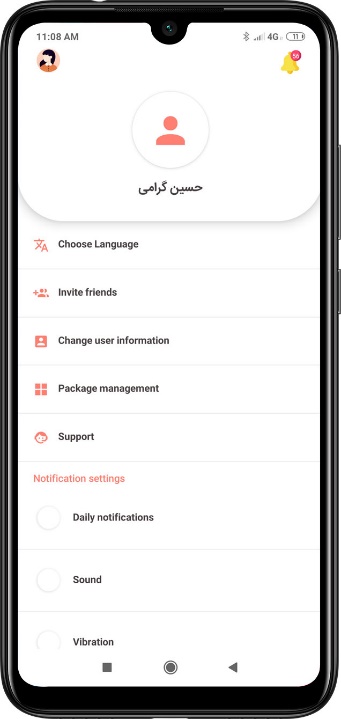 11:08 AM
4G
11
56
حسین گرامی
Choose Language
Invite friends
Change user information
Package management
Support
Notification settings
Daily notifications
Sound
Vibration